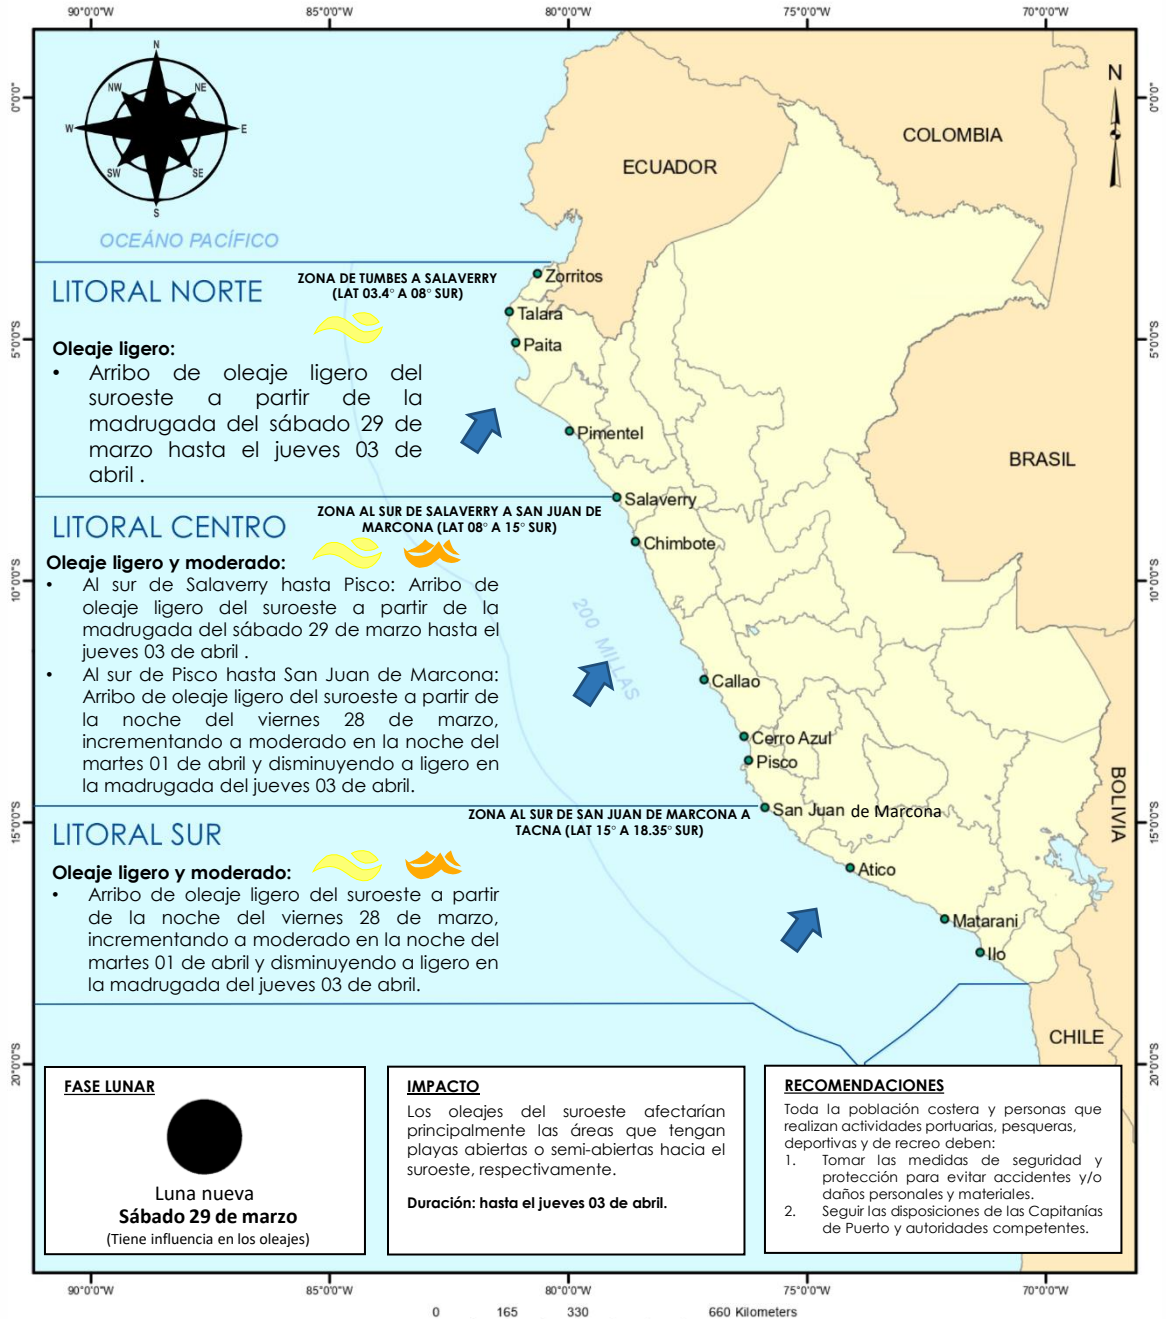 90°0'0"W 85°0'0"W 80°0'0"W 75°0'0"W 70°0'0"W
N
NW NE
W E
SW SE
S
N
0°0'0"
0°0'0"
COLOMBIA
ECUADOR
OCEÁNO PACÍFICO
LITORAL NORTE
ZONA DE TUMBES A SALAVERRY
(LAT 03.4° A 08° SUR)
Zorritos
Talara
Paita
5°0'0"S
5°0'0"S
Oleaje ligero:
• Arribo de oleaje ligero del
suroeste a partir de la
madrugada del sábado 29 de
marzo hasta el jueves 03 de
abril .
Pimentel
BRASIL
Salaverry
LITORAL CENTRO
ZONA AL SUR DE SALAVERRY A SAN JUAN DE
MARCONA (LAT 08° A 15° SUR)
Chimbote
Oleaje ligero y moderado:
• Al sur de Salaverry hasta Pisco: Arribo de
oleaje ligero del suroeste a partir de la
madrugada del sábado 29 de marzo hasta el
jueves 03 de abril .
• Al sur de Pisco hasta San Juan de Marcona:
Arribo de oleaje ligero del suroeste a partir de
la noche del viernes 28 de marzo,
incrementando a moderado en la noche del
martes 01 de abril y disminuyendo a ligero en
la madrugada del jueves 03 de abril.
10°0'0"S
10°0'0"S
200 MILLAS
Callao
Cerro Azul
Pisco
BOLIVIA
San Juan de Marcona
LITORAL SUR
ZONA AL SUR DE SAN JUAN DE MARCONA A
TACNA (LAT 15° A 18.35° SUR)
15°0'0"S
15°0'0"S
Oleaje ligero y moderado:
• Arribo de oleaje ligero del suroeste a partir
de la noche del viernes 28 de marzo,
incrementando a moderado en la noche del
martes 01 de abril y disminuyendo a ligero en
la madrugada del jueves 03 de abril.
Atico
Matarani
Ilo
CHILE
20°0'0"S
20°0'0"S
FASE LUNAR
Luna nueva
Sábado 29 de marzo
(Tiene influencia en los oleajes)
IMPACTO
Los oleajes del suroeste afectarían
principalmente las áreas que tengan
playas abiertas o semi-abiertas hacia el
suroeste, respectivamente.
Duración: hasta el jueves 03 de abril.
RECOMENDACIONES
Toda la población costera y personas que
realizan actividades portuarias, pesqueras,
deportivas y de recreo deben:
1. Tomar las medidas de seguridad y
protección para evitar accidentes y/o
daños personales y materiales.
2. Seguir las disposiciones de las Capitanías
de Puerto y autoridades competentes.
90°0'0"W 85°0'0"W 80°0'0"W 75°0'0"W 70°0'0"W
0 165 330 660 Kilometers